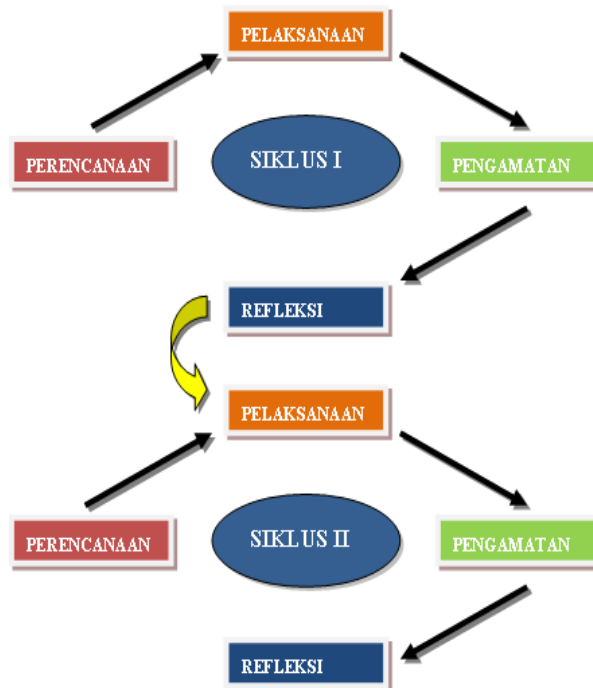 PELAKSANAAN
PERENCANAAN
SIKLUS I
PENGAMATAN
REFLEKSI
PELAKSANAAN
PERENCANAAN
SIKLUS II
PENGAMATAN
REFLEKSI